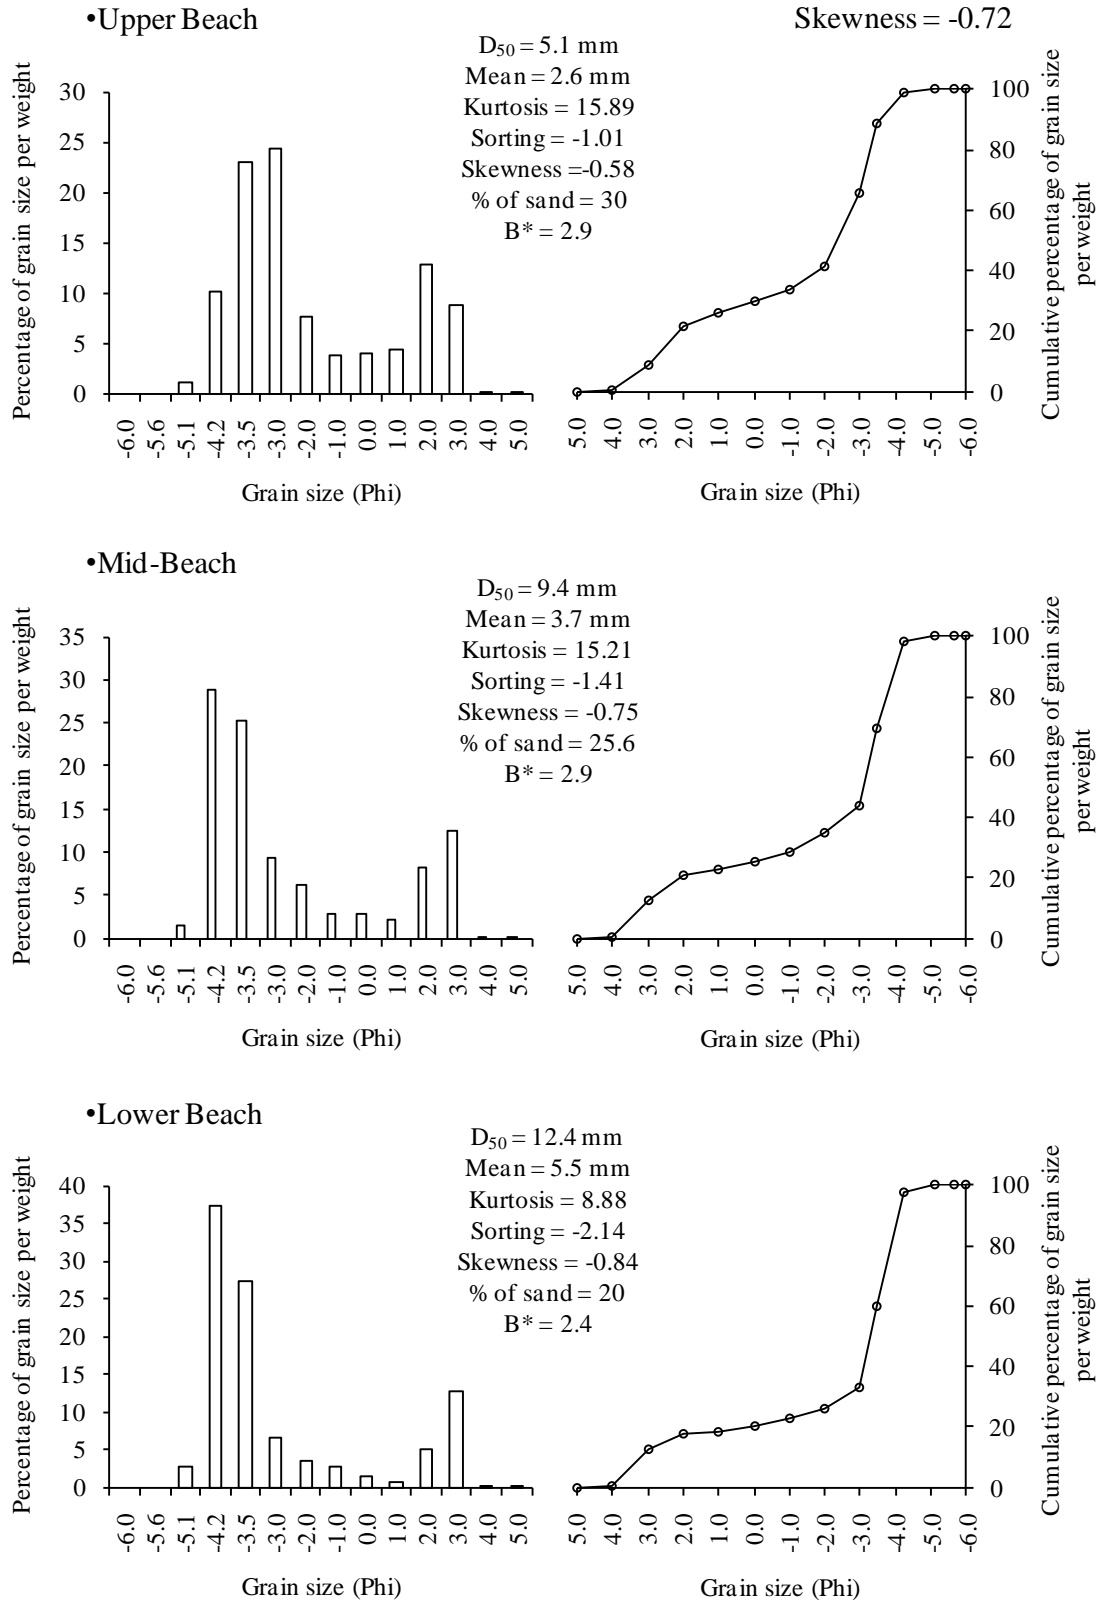 •Upper Beach
Skewness = -0.72
D50 = 5.1 mm
Mean = 2.6 mm
Kurtosis = 15.89
Sorting = -1.01
Skewness =-0.58
% of sand = 30
B* = 2.9
Percentage of grain size per weight
30
25
20
15
10
5
0
-6.0 -5.6 -5.1 -4.2 -3.5 -3.0 -2.0 -1.0 0.0 1.0 2.0 3.0 4.0 5.0
Grain size (Phi)
100
80
60
40
20
0
Cumulative percentage of grain size
per weight
5.0 4.0 3.0 2.0 1.0 0.0 -1.0 -2.0 -3.0 -4.0 -5.0 -6.0
Grain size (Phi)
•Mid-Beach
D50 = 9.4 mm
Mean = 3.7 mm
Kurtosis = 15.21
Sorting = -1.41
Skewness = -0.75
% of sand = 25.6
B* = 2.9
Percentage of grain size per weight
35
30
25
20
15
10
5
0
-6.0 -5.6 -5.1 -4.2 -3.5 -3.0 -2.0 -1.0 0.0 1.0 2.0 3.0 4.0 5.0
Grain size (Phi)
100
80
60
40
20
0
Cumulative percentage of grain size
per weight
5.0 4.0 3.0 2.0 1.0 0.0 -1.0 -2.0 -3.0 -4.0 -5.0 -6.0
Grain size (Phi)
•Lower Beach
D50 = 12.4 mm
Mean = 5.5 mm
Kurtosis = 8.88
Sorting = -2.14
Skewness = -0.84
% of sand = 20
B* = 2.4
Percentage of grain size per weight
40
35
30
25
20
15
10
5
0
-6.0 -5.6 -5.1 -4.2 -3.5 -3.0 -2.0 -1.0 0.0 1.0 2.0 3.0 4.0 5.0
Grain size (Phi)
100
80
60
40
20
0
Cumulative percentage of grain size
per weight
5.0 4.0 3.0 2.0 1.0 0.0 -1.0 -2.0 -3.0 -4.0 -5.0 -6.0
Grain size (Phi)